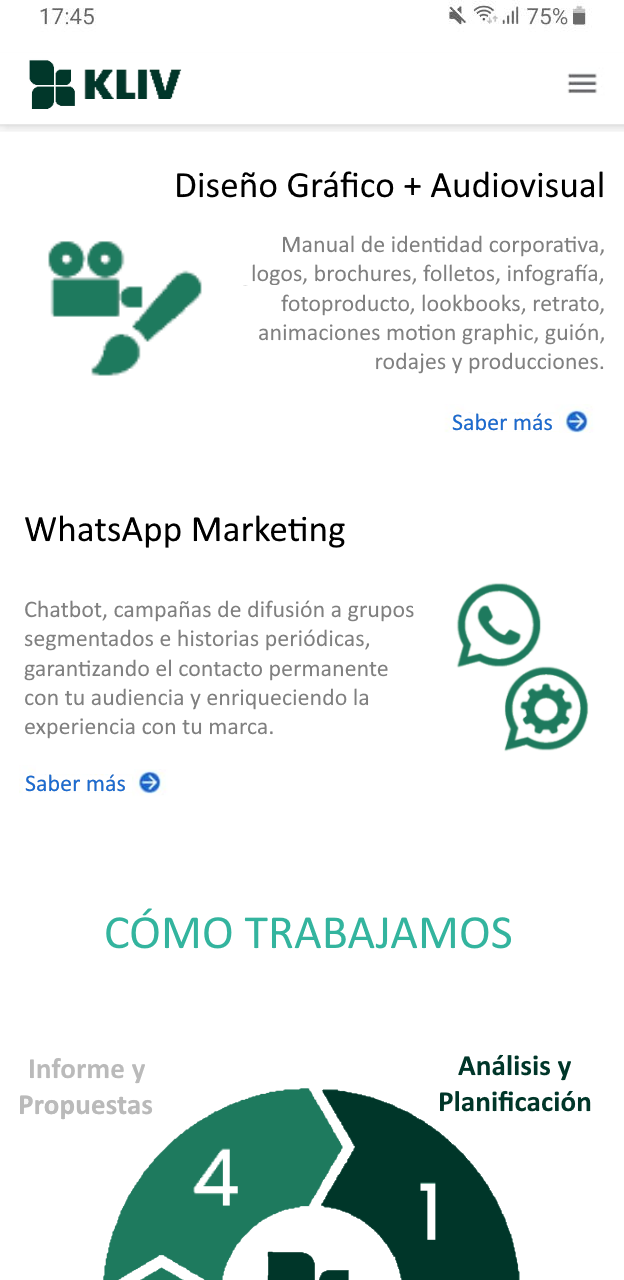 17:45
75%
KLIV
Diseño Gráfico + Audiovisual
Manual de identidad corporativa,
logos, brochures, folletos, infografía,
fotoproducto, lookbooks, retrato,
animaciones motion graphic, guión,
rodajes y producciones.
Saber más
WhatsApp Marketing
Chatbot, campañas de difusión a grupos
segmentados e historias periódicas,
garantizando el contacto permanente
con tu audiencia y enriqueciendo la
experiencia con tu marca.
Saber más
CÓMO TRABAJAMOS
Informe y
Propuestas
Análisis y
Planificación
4
1